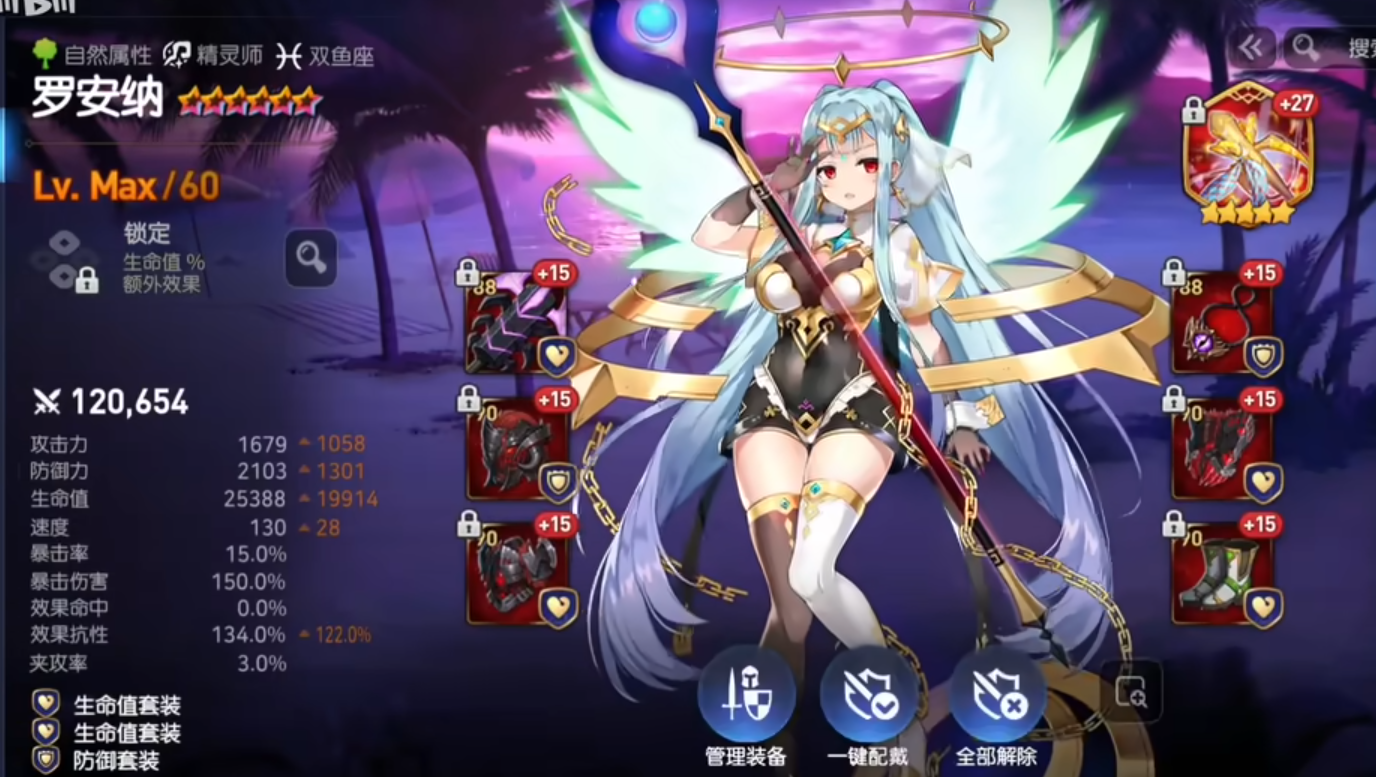 自然属性 精灵师 双鱼座
罗安纳
Lv. Max/60
锁定
生命值 %
额外效果
120,654
攻击力 1679 1058
防御力 2103 1301
生命值 25388 19914
速度 130 28
暴击率 15.0%
暴击伤害 150.0%
效果命中 0.0%
效果抗性 134.0% 122.0%
夹攻率 3.0%
生命值套装
生命值套装
防御套装
88 +15
70 +15
70 +15
+27
88 +15
70 +15
70 +15
管理装备 一键配戴 全部解除